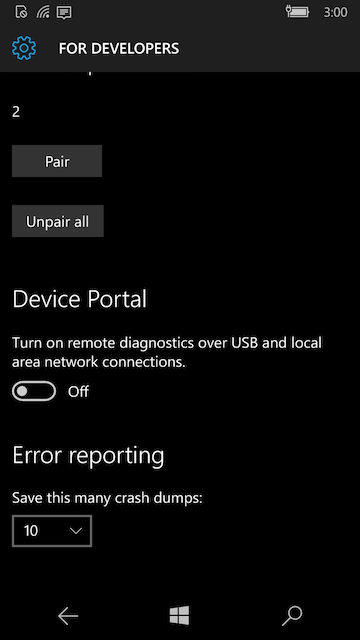 3:00
FOR DEVELOPERS
2
Pair
Unpair all
Device Portal
Turn on remote diagnostics over USB and local
area network connections.
Off
Error reporting
Save this many crash dumps:
10